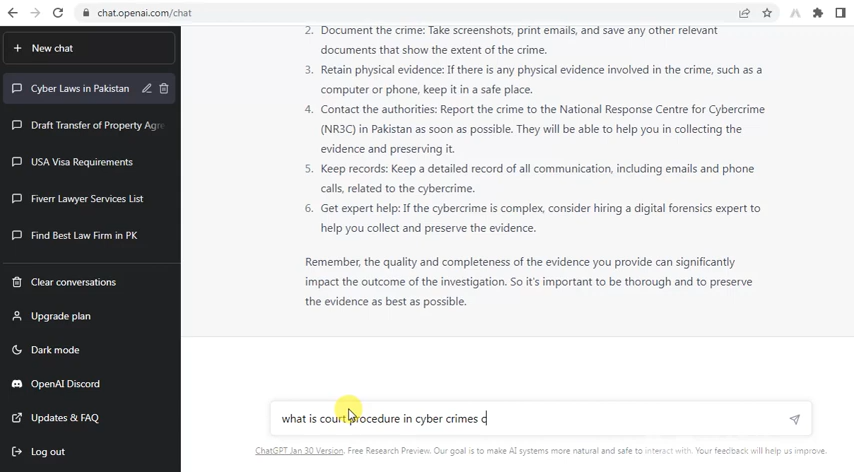 chat.openai.com/chat
New chat
Cyber Laws in Pakistan
Draft Transfer of Property Agre
USA Visa Requirements
Fiverr Lawyer Services List
Find Best Law Firm in PK
Clear conversations
Upgrade plan
Dark mode
OpenAI Discord
Updates & FAQ
Log out
2. Document the crime: Take screenshots, print emails, and save any other relevant
documents that show the extent of the crime.
3. Retain physical evidence: If there is any physical evidence involved in the crime, such as a
computer or phone, keep it in a safe place.
4. Contact the authorities: Report the crime to the National Response Centre for Cybercrime
(NR3C) in Pakistan as soon as possible. They will be able to help you in collecting the
evidence and preserving it.
5. Keep records: Keep a detailed record of all communication, including emails and phone
calls, related to the cybercrime.
6. Get expert help: If the cybercrime is complex, consider hiring a digital forensics expert to
help you collect and preserve the evidence.
Remember, the quality and completeness of the evidence you provide can significantly
impact the outcome of the investigation. So it's important to be thorough and to preserve
the evidence as best as possible.
what is court procedure in cyber crimes c
ChatGPT Jan 30 Version. Free Research Preview. Our goal is to make AI systems more natural and safe to interact with. Your feedback will help us improve.